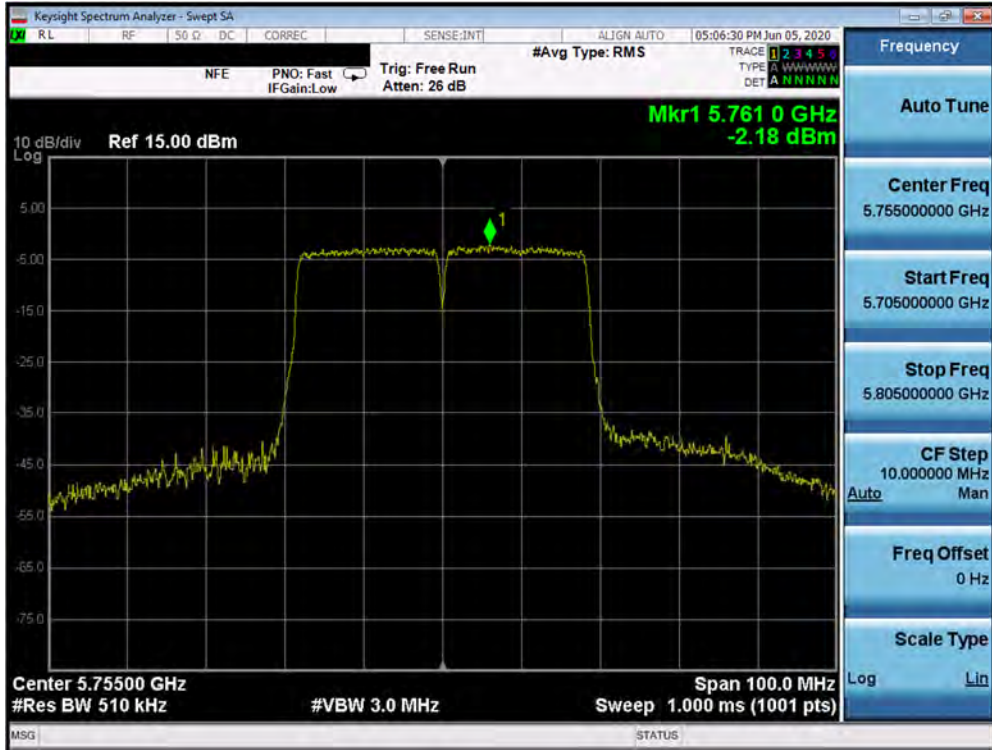 Keysight Spectrum Analyzer - Swept SA
LXI RL RF 50 Ω DC CORREC SENSE:INT ALIGN AUTO 05:06:30 PM Jun 05, 2020
#Avg Type: RMS TRACE 1 2 3 4 5 6
NFE PNO: Fast Trig: Free Run TYPE A WWWWW
IFGain:Low Atten: 26 dB DET A N N N N N
Frequency
Auto Tune
Mkr1 5.761 0 GHz
-2.18 dBm
10 dB/div Ref 15.00 dBm
Log
1
5.00
-5.00
-15.0
-25.0
-35.0
-45.0
-55.0
-65.0
-75.0
Center 5.75500 GHz Span 100.0 MHz
#Res BW 510 kHz #VBW 3.0 MHz Sweep 1.000 ms (1001 pts)
Center Freq
5.755000000 GHz
Start Freq
5.705000000 GHz
Stop Freq
5.805000000 GHz
CF Step
10.000000 MHz
Auto Man
Freq Offset
0 Hz
Scale Type
Log Lin
MSG STATUS